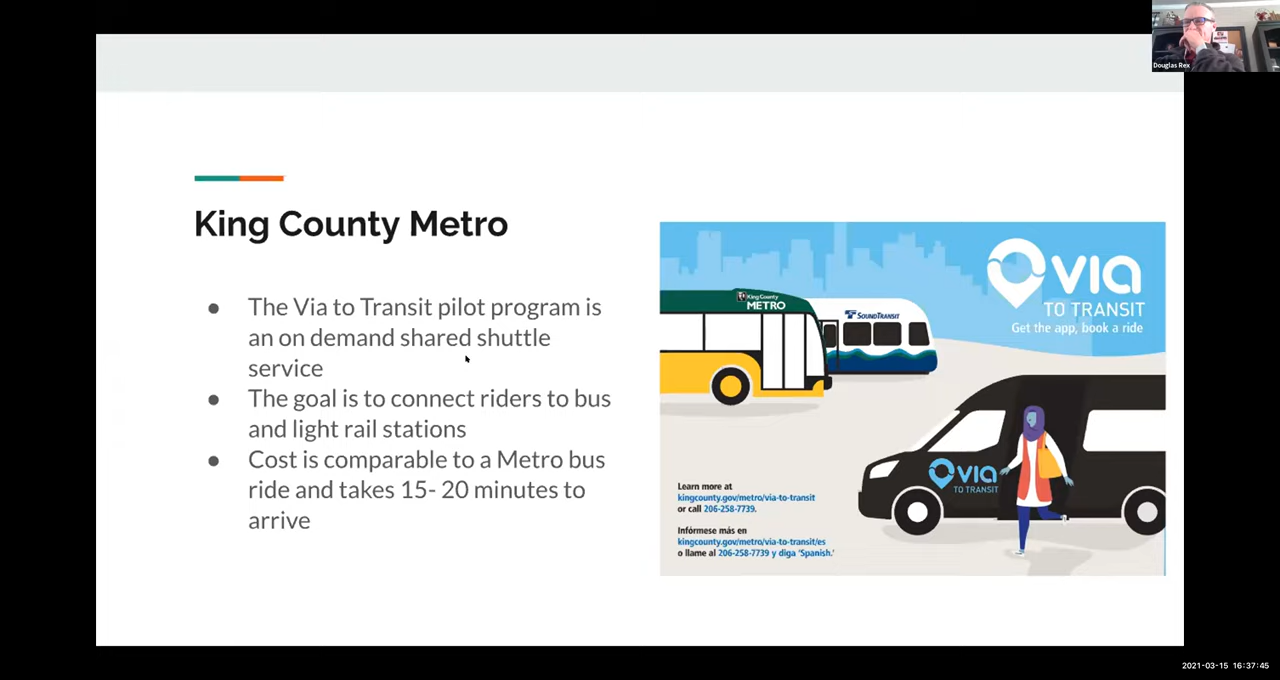 Douglas Rex
King County Metro
● The Via to Transit pilot program is
an on demand shared shuttle
service
● The goal is to connect riders to bus
and light rail stations
● Cost is comparable to a Metro bus
ride and takes 15- 20 minutes to
arrive
King County
METRO
SOUNDTRANSIT
via
TO TRANSIT
Get the app, book a ride
via
TO TRANSIT
Learn more at
kingcounty.gov/metro/via-to-transit
or call 206-258-7739.
Infórmese más en
kingcounty.gov/metro/via-to-transit/es
o llame al 206-258-7739 y diga ‘Spanish.’
2021-03-15 16:37:45